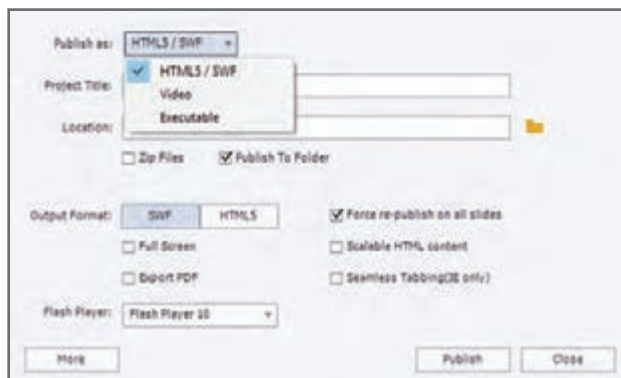 Publish as: HTML5 / SWF
HTML5 / SWF
Project Title:
Video
Executable
Location:
Zip Files Publish To Folder
Output Format: SWF HTML5 Force re-publish on all slides
Full Screen Scalable HTML content
Export PDF Seamless Tabbing(IE only)
Flash Player: Flash Player 10
More Publish Close